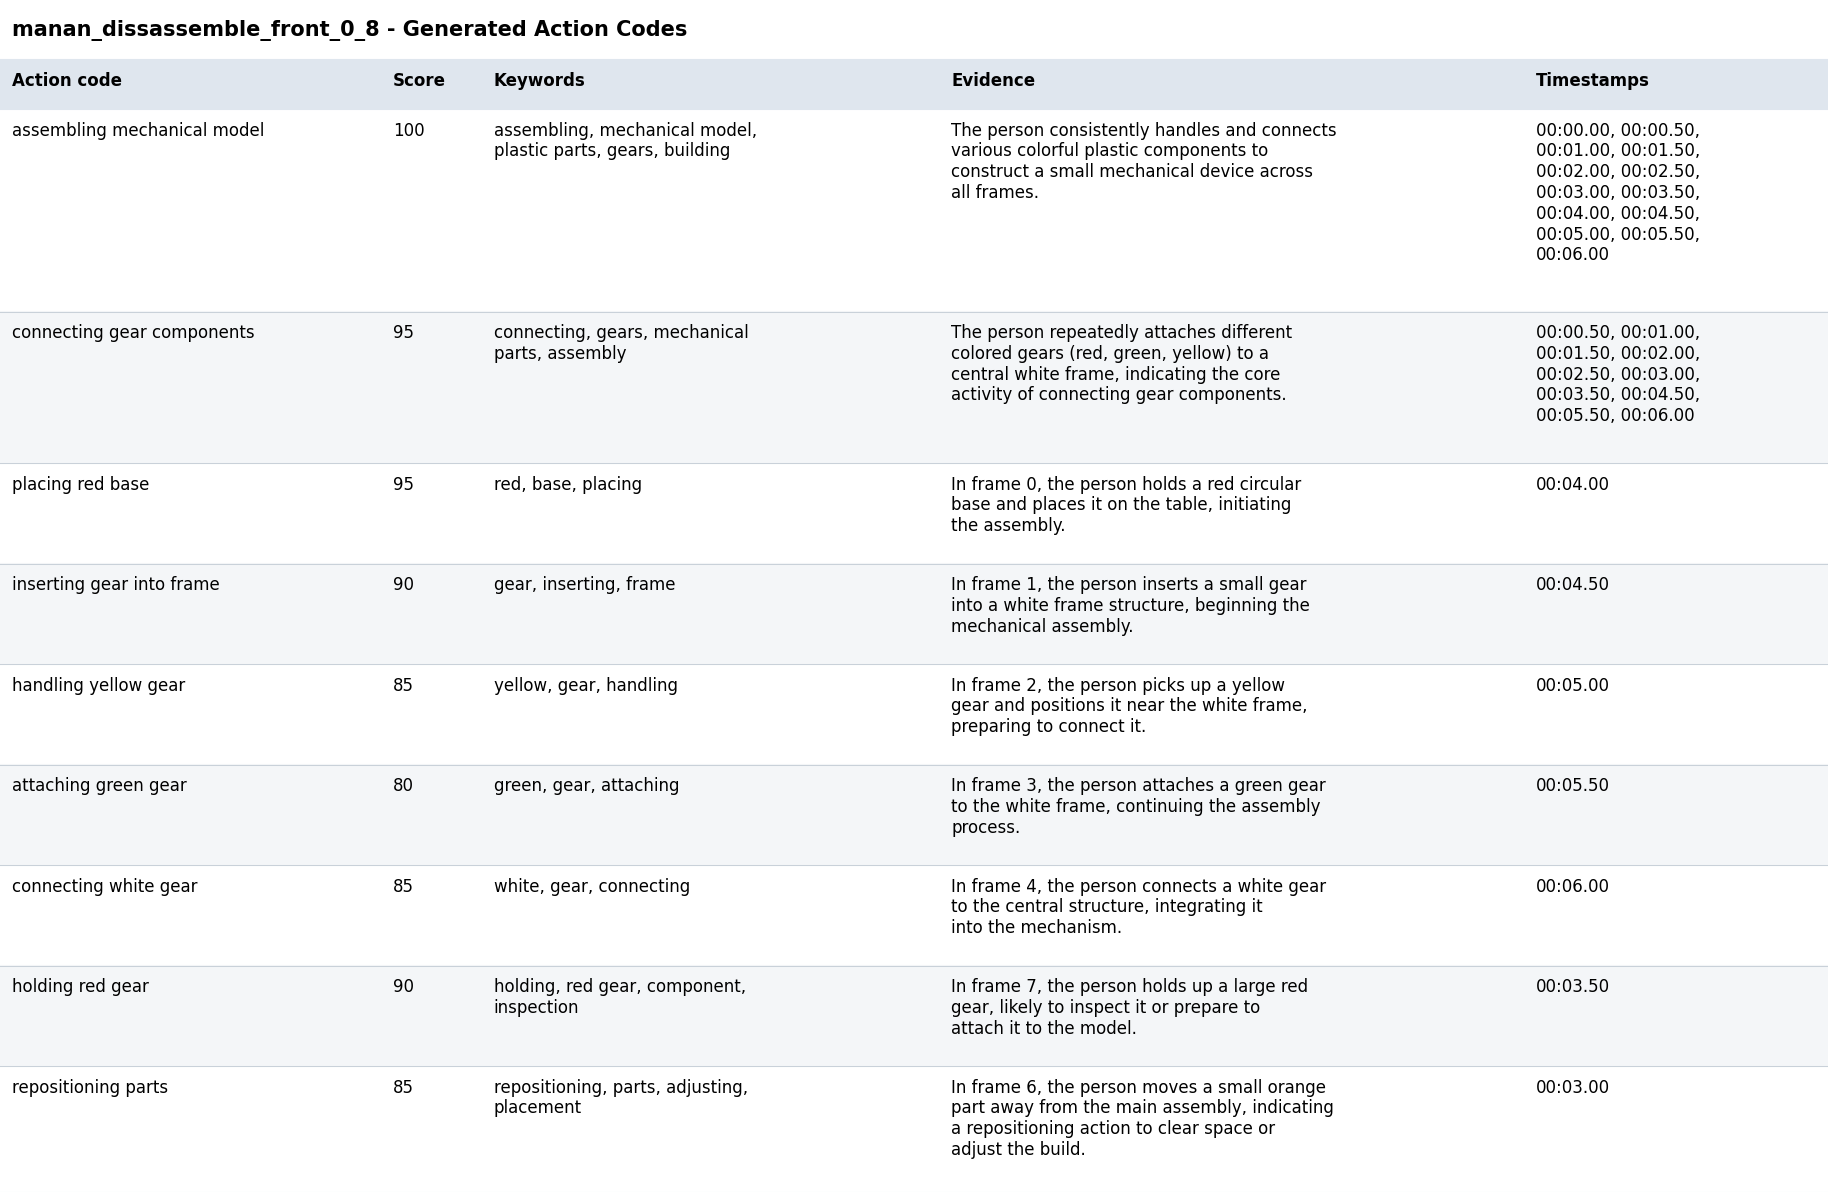 manan_dissassemble_front_0_8 - Generated Action Codes
Action code Score Keywords Evidence Timestamps
assembling mechanical model 100 assembling, mechanical model, The person consistently handles and connects 00:00.00, 00:00.50,
plastic parts, gears, building various colorful plastic components to 00:01.00, 00:01.50,
construct a small mechanical device across 00:02.00, 00:02.50,
all frames. 00:03.00, 00:03.50,
00:04.00, 00:04.50,
00:05.00, 00:05.50,
00:06.00
connecting gear components 95 connecting, gears, mechanical The person repeatedly attaches different 00:00.50, 00:01.00,
parts, assembly colored gears (red, green, yellow) to a 00:01.50, 00:02.00,
central white frame, indicating the core 00:02.50, 00:03.00,
activity of connecting gear components. 00:03.50, 00:04.50,
00:05.50, 00:06.00
placing red base 95 red, base, placing In frame 0, the person holds a red circular 00:04.00
base and places it on the table, initiating
the assembly.
inserting gear into frame 90 gear, inserting, frame In frame 1, the person inserts a small gear 00:04.50
into a white frame structure, beginning the
mechanical assembly.
handling yellow gear 85 yellow, gear, handling In frame 2, the person picks up a yellow 00:05.00
gear and positions it near the white frame,
preparing to connect it.
attaching green gear 80 green, gear, attaching In frame 3, the person attaches a green gear 00:05.50
to the white frame, continuing the assembly
process.
connecting white gear 85 white, gear, connecting In frame 4, the person connects a white gear 00:06.00
to the central structure, integrating it
into the mechanism.
holding red gear 90 holding, red gear, component, In frame 7, the person holds up a large red 00:03.50
inspection gear, likely to inspect it or prepare to
attach it to the model.
repositioning parts 85 repositioning, parts, adjusting, In frame 6, the person moves a small orange 00:03.00
placement part away from the main assembly, indicating
a repositioning action to clear space or
adjust the build.